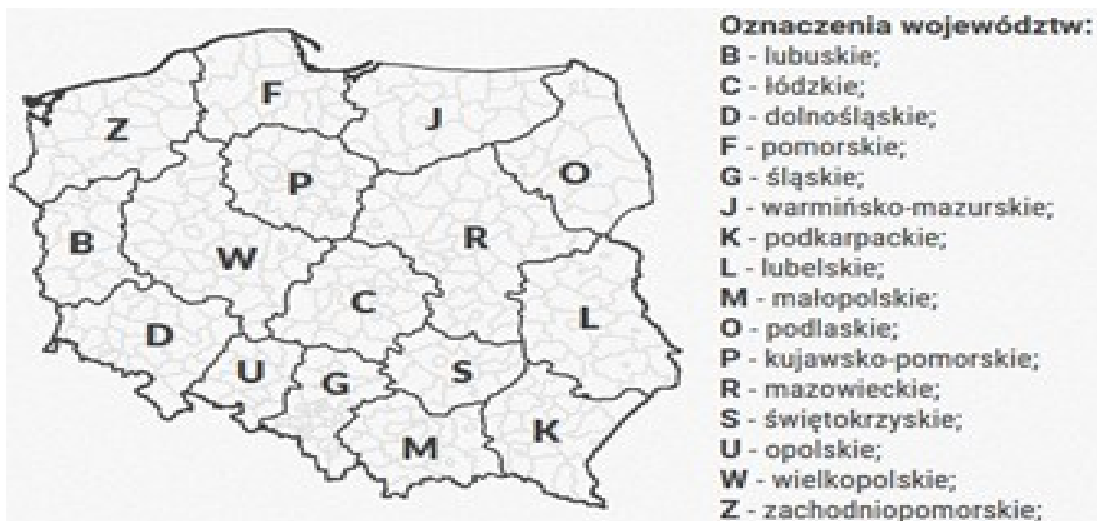 Oznaczenia województw:
B - lubuskie;
C - łódzkie;
D - dolnośląskie;
F - pomorskie;
G - śląskie;
J - warmińsko-mazurskie;
K - podkarpackie;
L - lubelskie;
M - małopolskie;
O - podlaskie;
P - kujawsko-pomorskie;
R - mazowieckie;
S - świętokrzyskie;
U - opolskie;
W - wielkopolskie;
Z - zachodniopomorskie;
F
Z
J
O
P
B
W
R
C
L
D
U
G
S
M
K